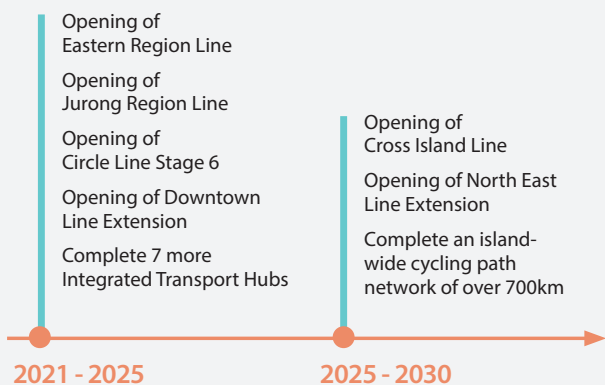 Opening of
Eastern Region Line
Opening of
Jurong Region Line
Opening of
Circle Line Stage 6
Opening of Downtown
Line Extension
Complete 7 more
Integrated Transport Hubs
2021 - 2025
Opening of
Cross Island Line
Opening of North East
Line Extension
Complete an island-
wide cycling path
network of over 700km
2025 - 2030